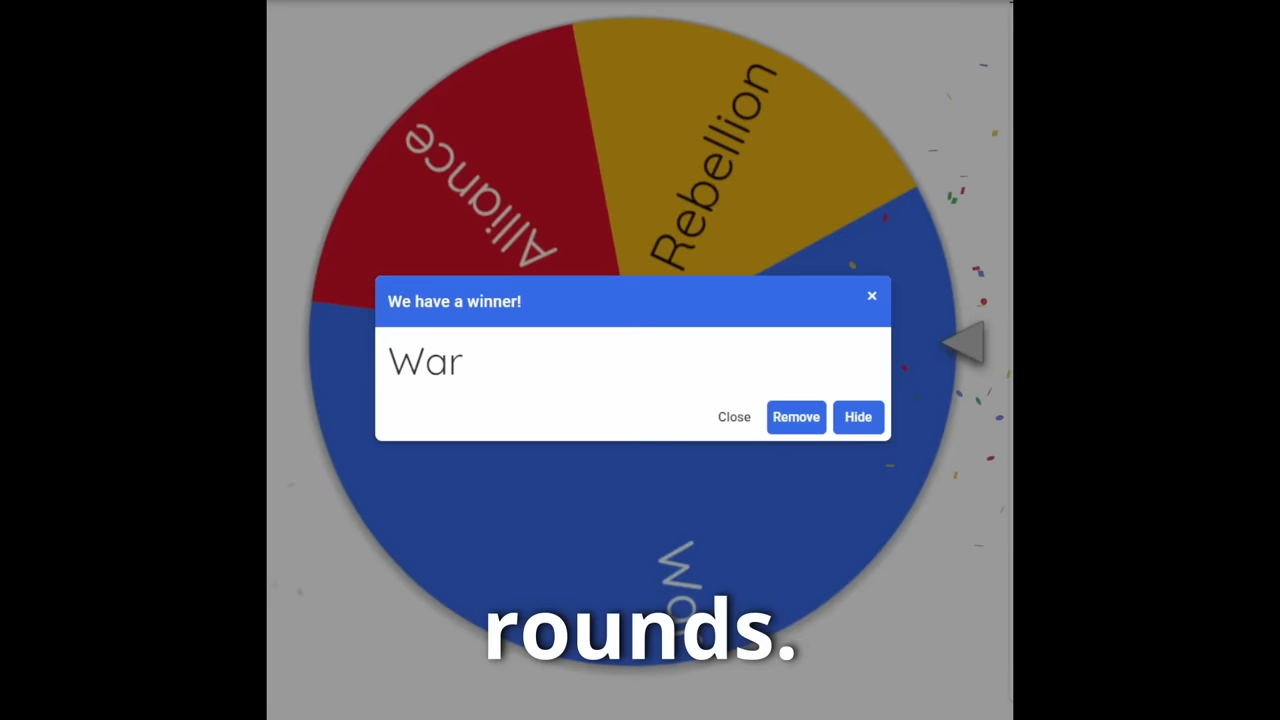 Alliance
Rebellion
We have a winner!
War
Close
Remove
Hide
rounds.